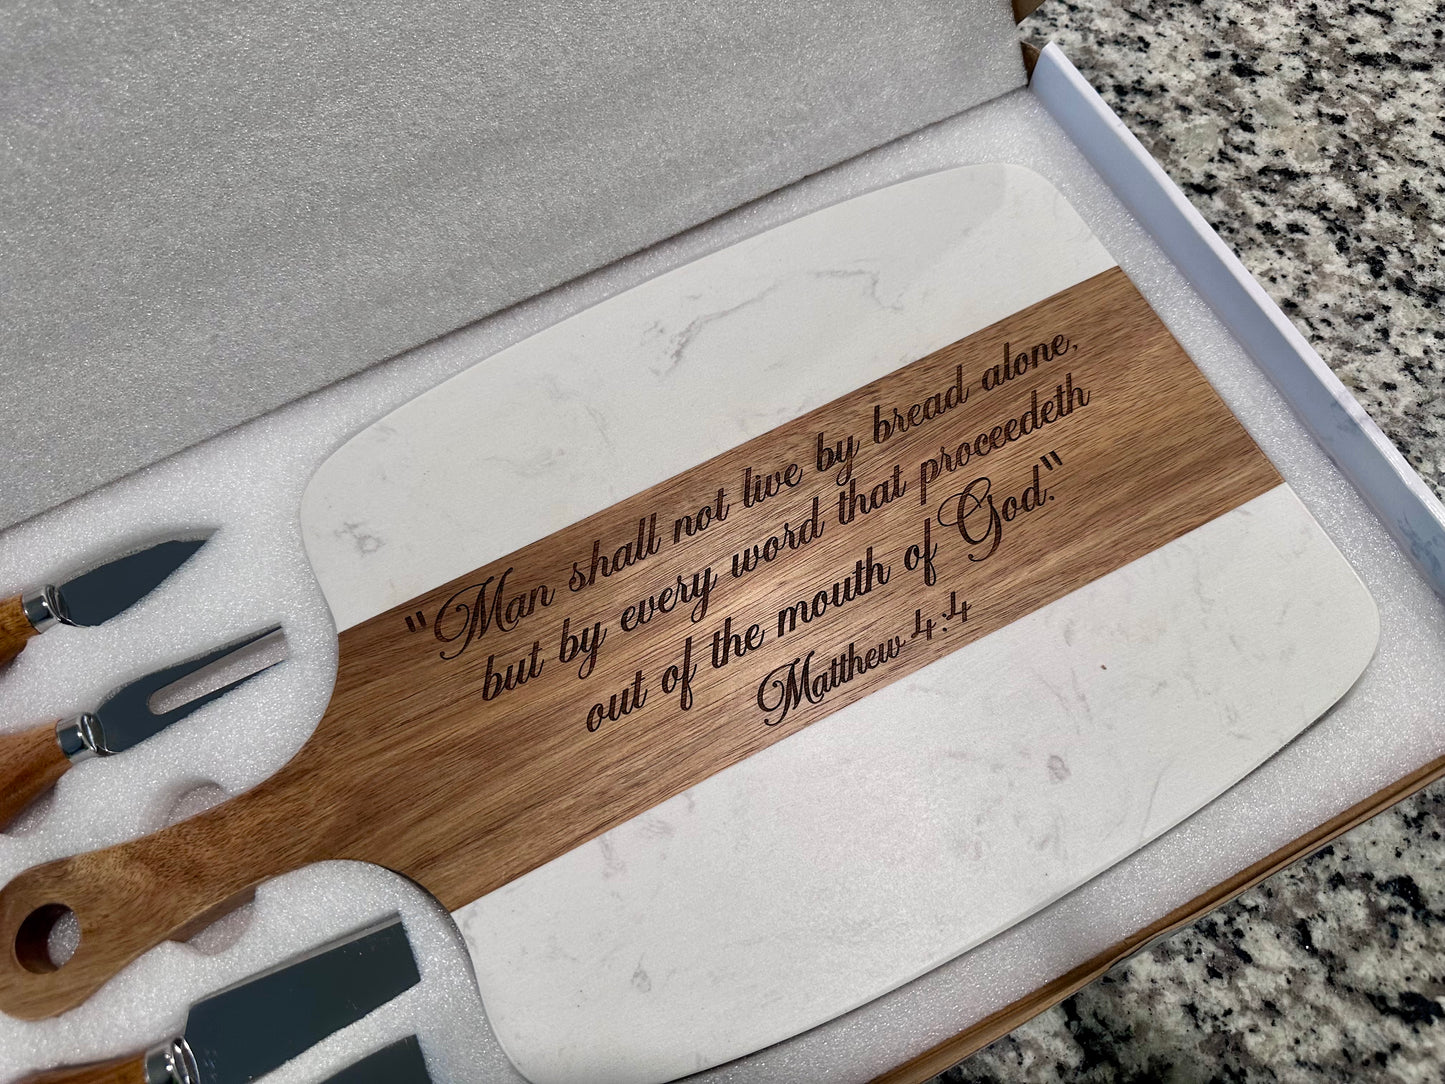 "Man shall not live by bread alone,
but by every word that proceedeth
out of the mouth of God."
Matthew 4:4